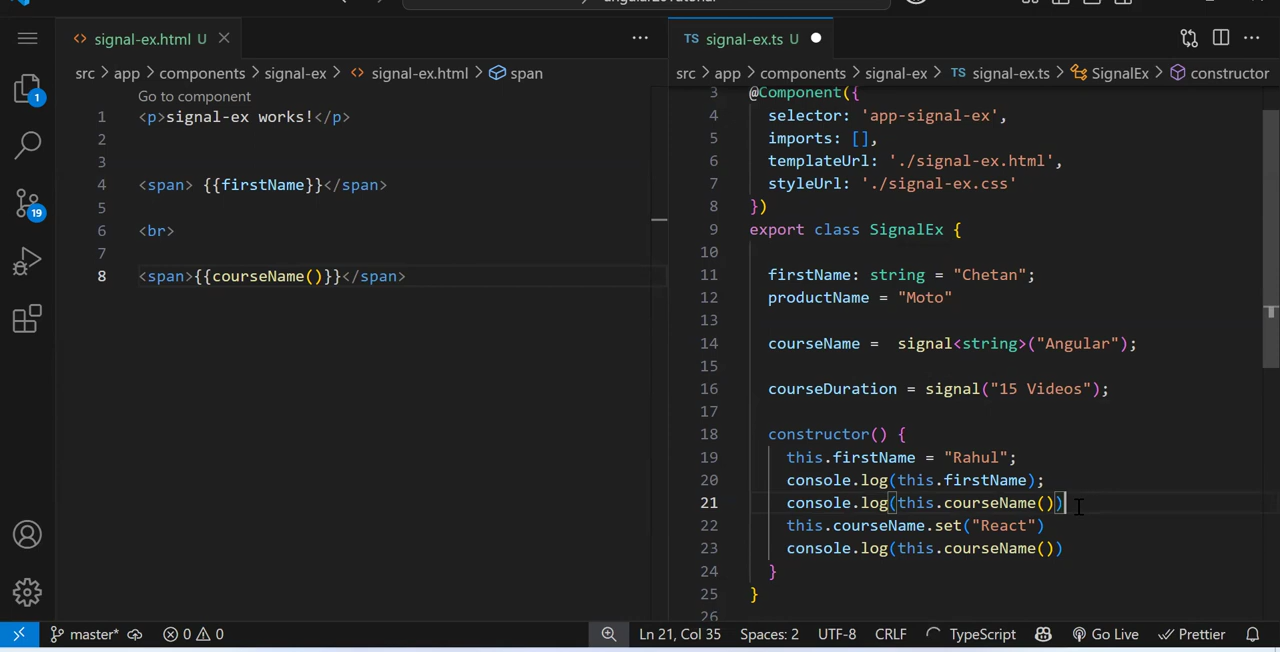 signal-ex.html U
src > app > components > signal-ex > signal-ex.html > span
Go to component
1 <p>signal-ex works!</p>
2
3
4 <span> {{firstName}}</span>
5
6 <br>
7
8 <span>{{courseName()}}</span>
TS signal-ex.ts U
src > app > components > signal-ex > TS signal-ex.ts > SignalEx > constructor
3 @Component({
4 selector: 'app-signal-ex',
5 imports: [],
6 templateUrl: './signal-ex.html',
7 styleUrl: './signal-ex.css'
8 })
9 export class SignalEx {
10
11 firstName: string = "Chetan";
12 productName = "Moto"
13
14 courseName =  signal<string>("Angular");
15
16 courseDuration = signal("15 Videos");
17
18 constructor() {
19 this.firstName = "Rahul";
20 console.log(this.firstName);
21 console.log(this.courseName())
22 this.courseName.set("React")
23 console.log(this.courseName())
24 }
25 }
26
1
19
master* 0 0 Ln 21, Col 35 Spaces: 2 UTF-8 CRLF TypeScript Go Live Prettier